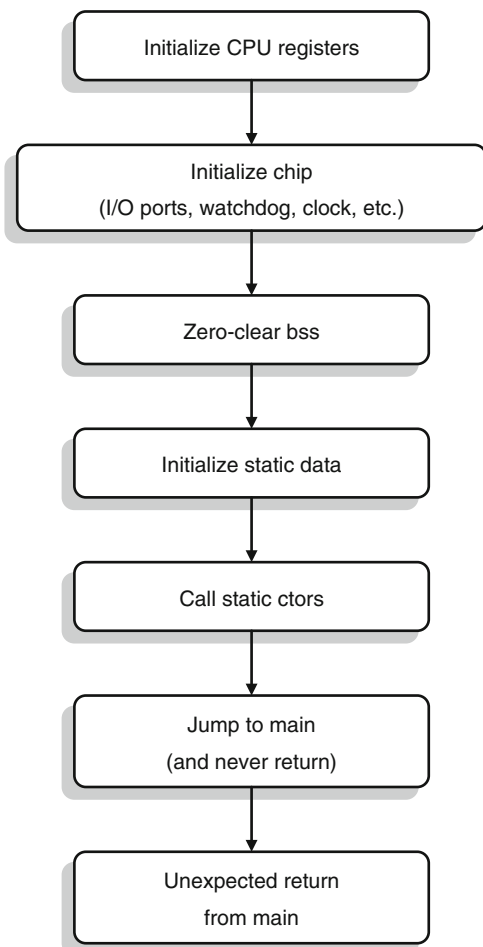 Initialize CPU registers
Initialize chip
(I/O ports, watchdog, clock, etc.)
Zero-clear bss
Initialize static data
Call static ctors
Jump to main
(and never return)
Unexpected return
from main